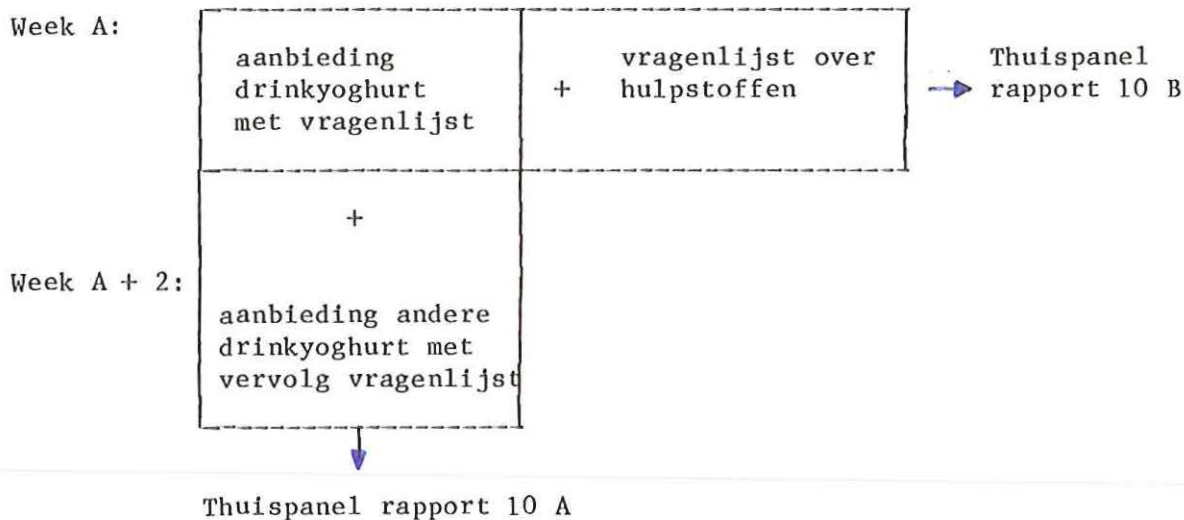 Week A:
aanbieding
drinkyoghurt
met vragenlijst
+
vragenlijst over
hulpstoffen
Thuispanel
rapport 10 B
+
Week A + 2:
aanbieding andere
drinkyoghurt met
vervolg vragenlijst
Thuispanel rapport 10 A